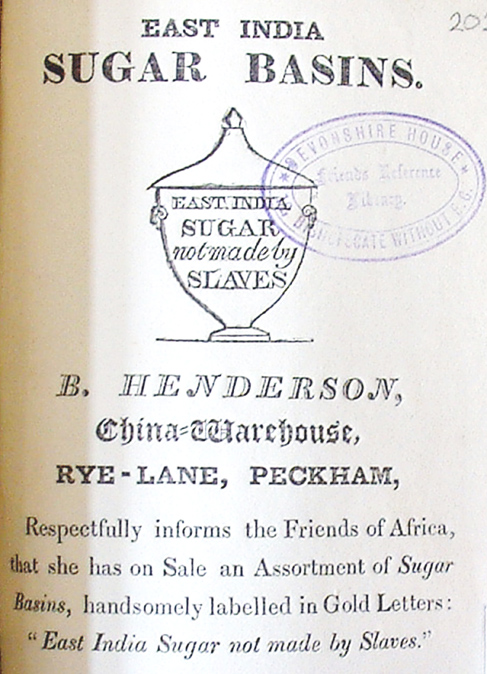 EAST INDIA
SUGAR BASINS.
EAST INDIA
SUGAR
not made by
SLAVES
DEVONSHIRE HOUSE
Friends Reference
Library.
BISHOPSGATE WITHOUT E.C.
B. HENDERSON,
China-Warehouse,
RYE-LANE, PECKHAM,
Respectfully informs the Friends of Africa,
that she has on Sale an Assortment of Sugar
Basins, handsomely labelled in Gold Letters:
"East India Sugar not made by Slaves."